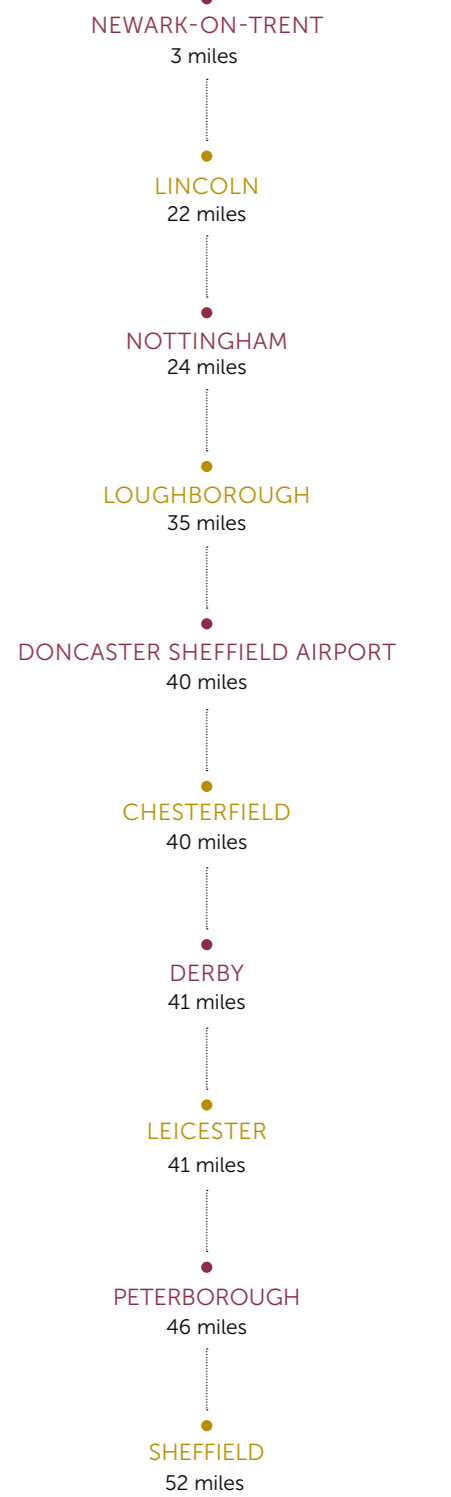 NEWARK-ON-TRENT
3 miles
LINCOLN
22 miles
NOTTINGHAM
24 miles
LOUGHBOROUGH
35 miles
DONCASTER SHEFFIELD AIRPORT
40 miles
CHESTERFIELD
40 miles
DERBY
41 miles
LEICESTER
41 miles
PETERBOROUGH
46 miles
SHEFFIELD
52 miles